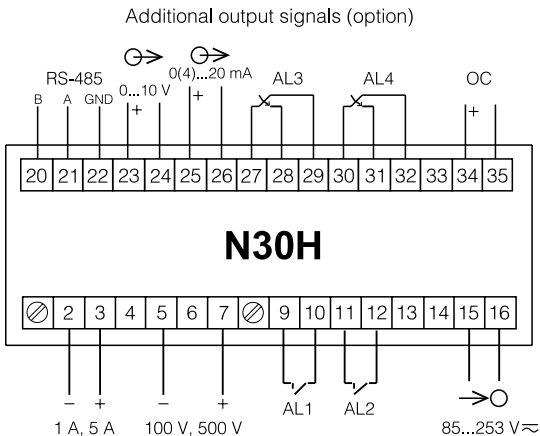 Additional output signals (option)
RS-485
0(4)...20 mA
AL3
AL4
OC
0...10 V
B A GND + + +
20 21 22 23 24 25 26 27 28 29 30 31 32 33 34 35
N30H
2 3 4 5 6 7 9 10 11 12 13 14 15 16
− + − +
AL1 AL2
1 A, 5 A 100 V, 500 V 85...253 V≂